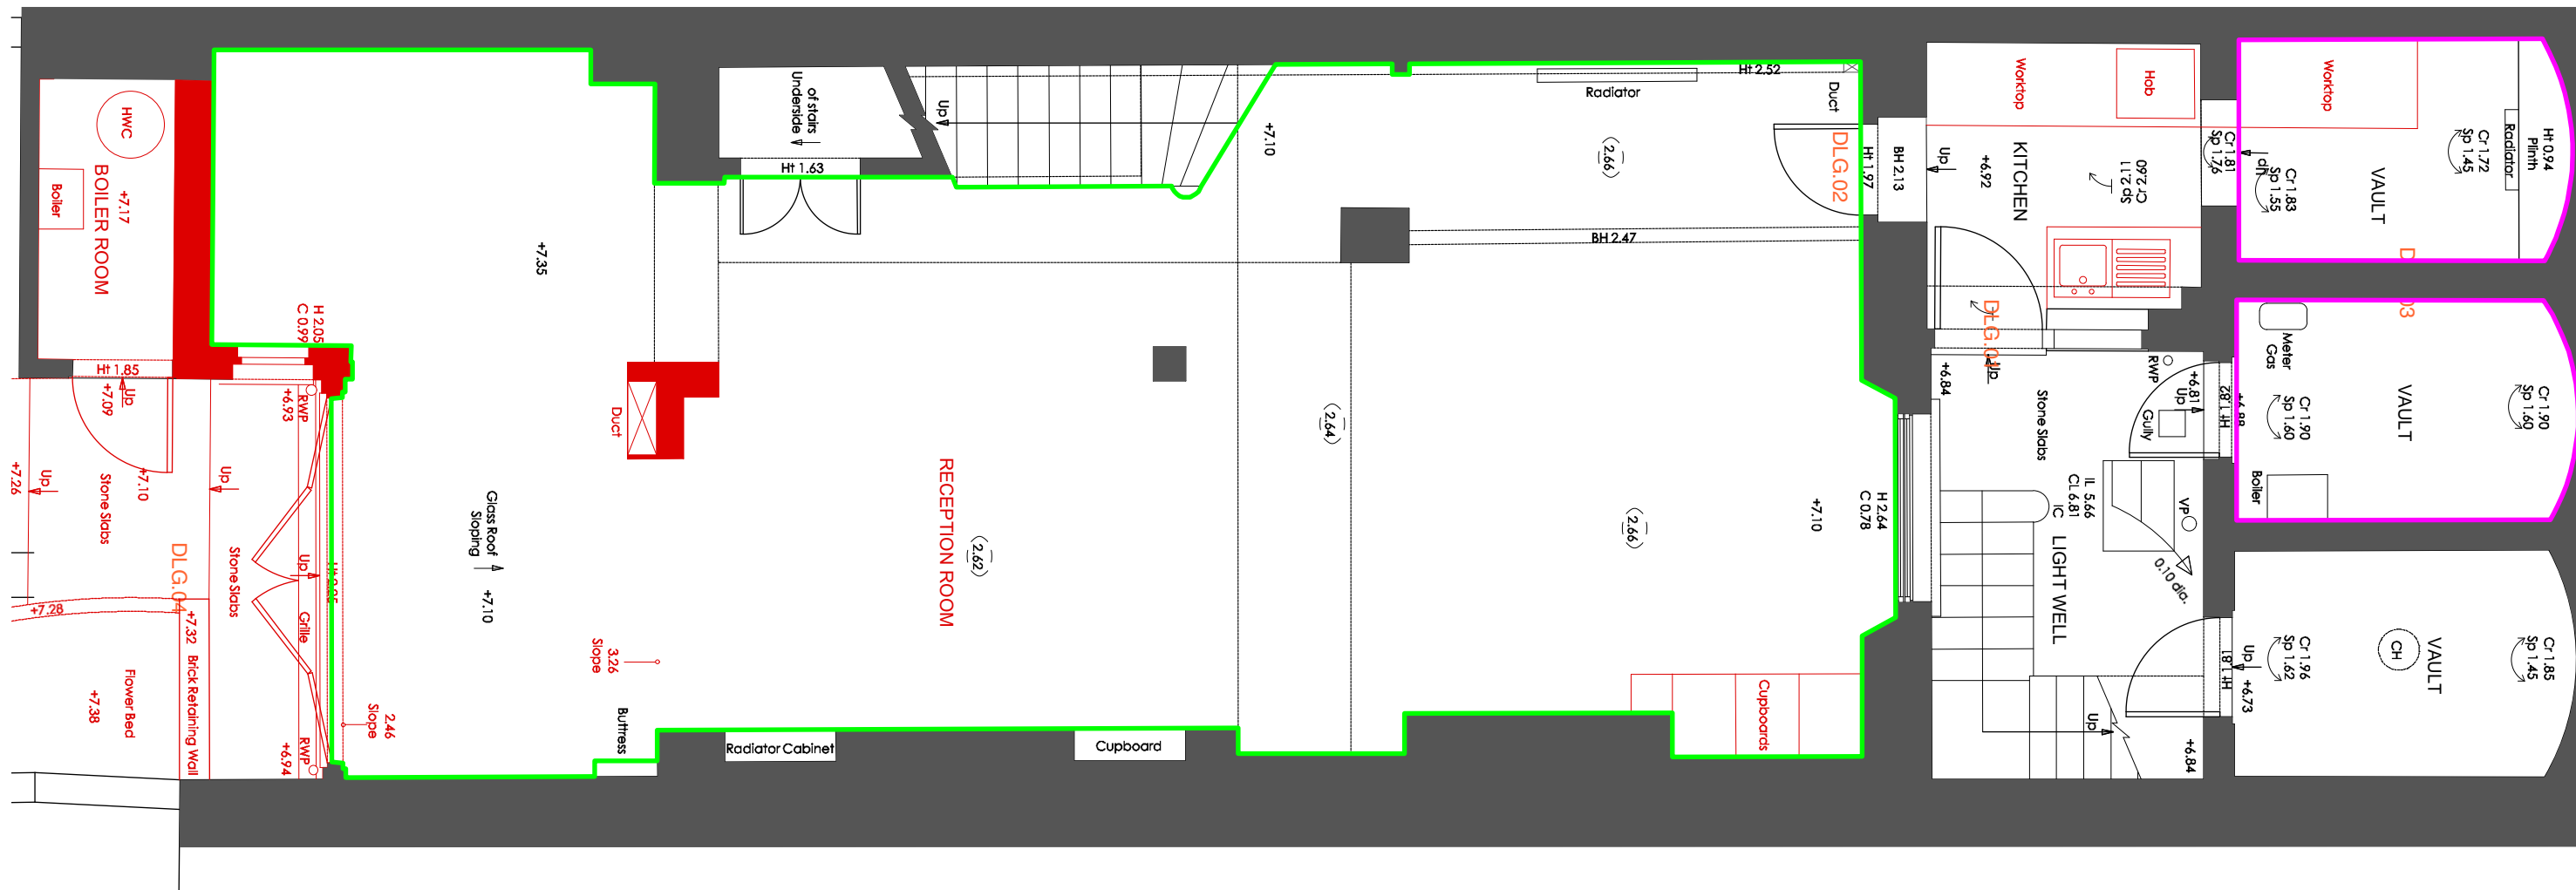 HWC
BOILER ROOM
+7.17
Boiler
Ht 1.85
Up
+7.09
+7.10
Stone Slabs
Up
+7.26
Up
+7.28
DLG.04
Stone Slabs
+7.32
Brick Retaining Wall
Flower Bed
+7.38
H 2.05
C 0.99
RWP
+6.93
Up
Grille
RWP
+6.94
2.46
Slope
+7.35
Glass Roof
Sloping
+7.10
3.26
Slope
Buttress
Duct
Underside
of stairs
Ht 1.63
Up
RECEPTION ROOM
(2.62)
Radiator Cabinet
Cupboard
+7.10
(2.64)
Radiator
Ht 2.52
Duct
(2.66)
DLG.02
Ht 1.97
BH 2.13
BH 2.47
(2.66)
+7.10
H 2.64
C 0.78
Cupboards
Worktop
Hob
KITCHEN
+6.92
Up
Cr 2.60
Sp 2.11
Cr 1.81
Sp 1.76
DLG.01
Up
+6.84
Stone Slabs
RWP
+6.81
Up
Gully
Ht 1.82
+6.88
IL 5.66
CL 6.81
IC
VP
LIGHT WELL
0.10 dia.
Up
+6.84
Ht 1.81
Up
+6.73
Worktop
Up
Cr 1.83
Sp 1.55
VAULT
Cr 1.72
Sp 1.45
Radiator
Ht 0.94
Plinth
Meter
Gas
Cr 1.90
Sp 1.60
VAULT
Cr 1.90
Sp 1.60
Boiler
Cr 1.96
Sp 1.62
CH
VAULT
Cr 1.85
Sp 1.45